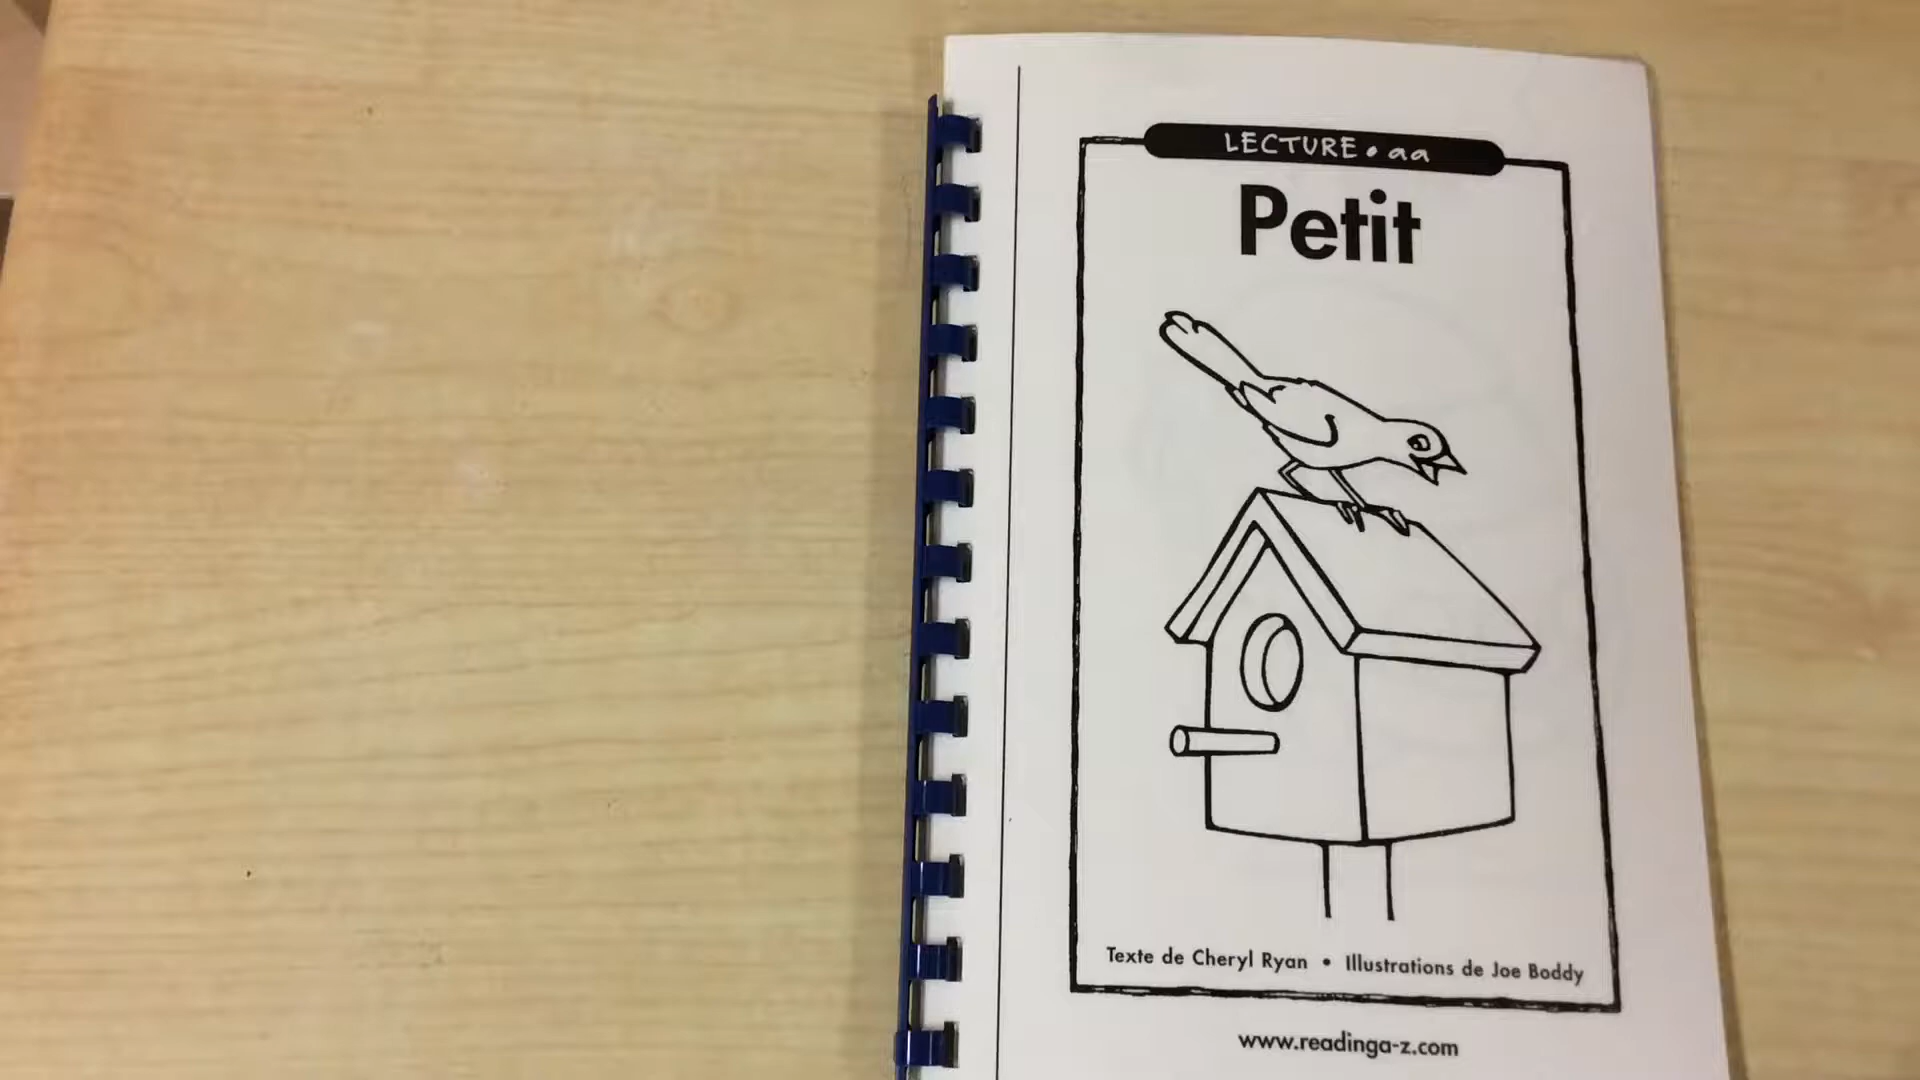 LECTURE • aa
Petit
Texte de Cheryl Ryan • Illustrations de Joe Boddy
www.readinga-z.com